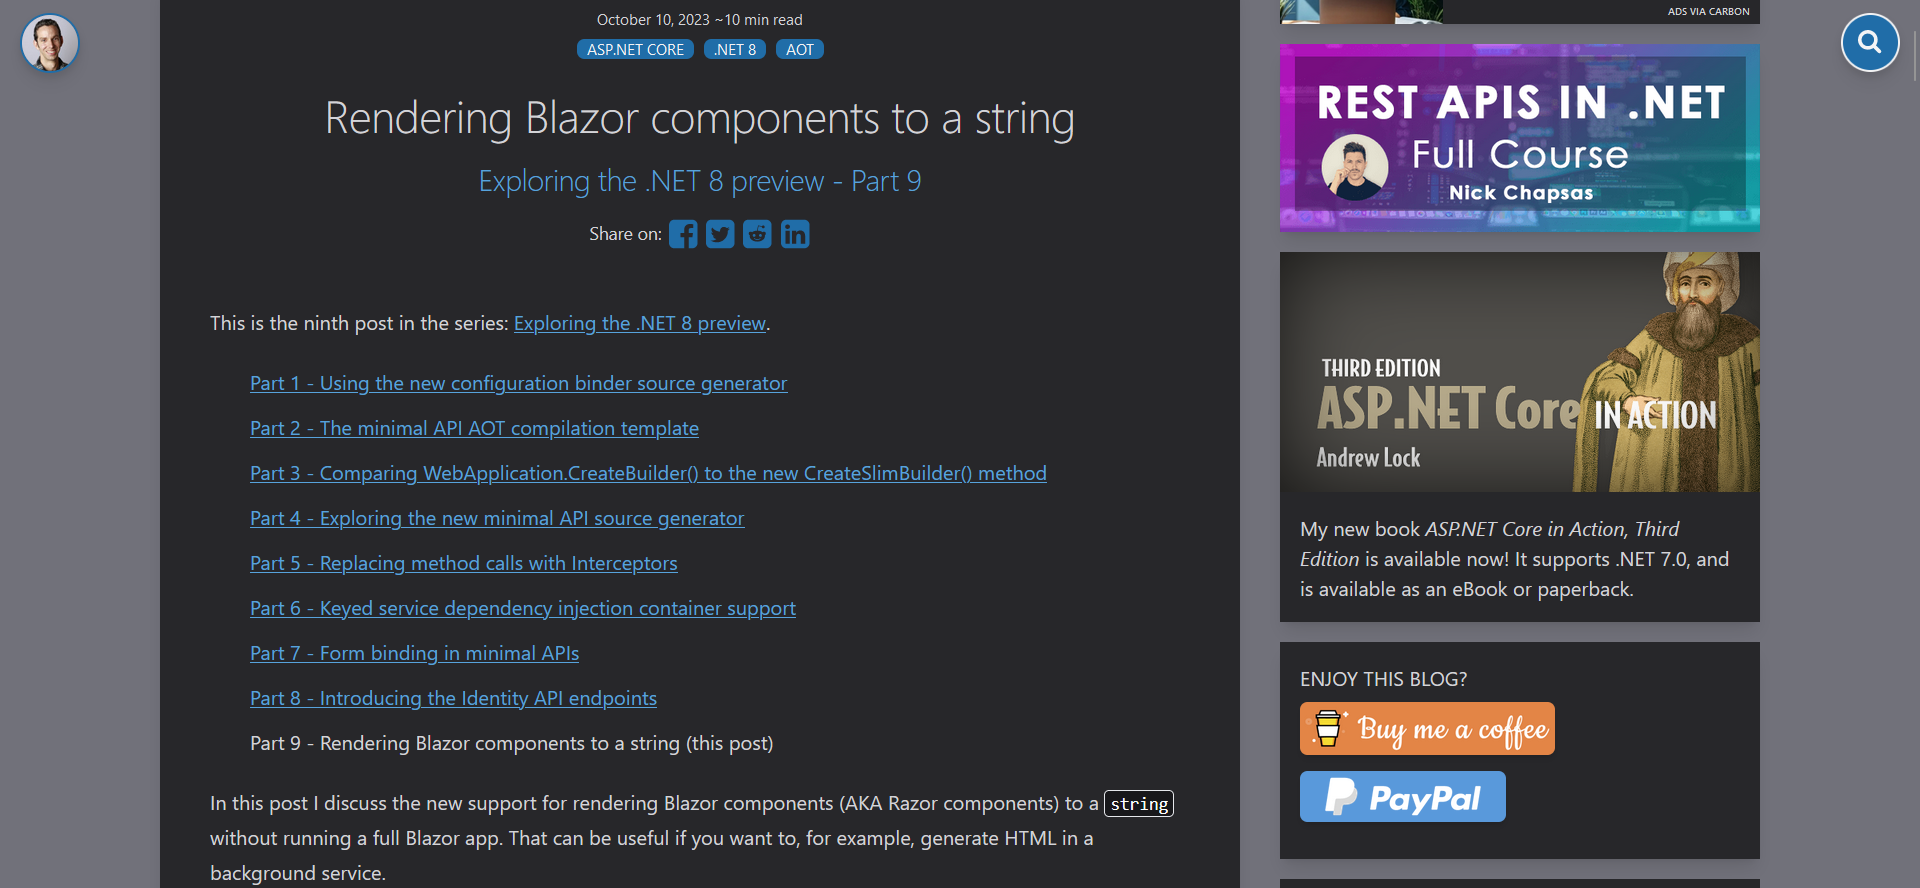 October 10, 2023 ~10 min read
ASP.NET CORE
.NET 8
AOT
Rendering Blazor components to a string
Exploring the .NET 8 preview - Part 9
Share on:
This is the ninth post in the series: Exploring the .NET 8 preview.
Part 1 - Using the new configuration binder source generator
Part 2 - The minimal API AOT compilation template
Part 3 - Comparing WebApplication.CreateBuilder() to the new CreateSlimBuilder() method
Part 4 - Exploring the new minimal API source generator
Part 5 - Replacing method calls with Interceptors
Part 6 - Keyed service dependency injection container support
Part 7 - Form binding in minimal APIs
Part 8 - Introducing the Identity API endpoints
Part 9 - Rendering Blazor components to a string (this post)
In this post I discuss the new support for rendering Blazor components (AKA Razor components) to a string
without running a full Blazor app. That can be useful if you want to, for example, generate HTML in a
background service.
ADS VIA CARBON
REST APIS IN .NET
Full Course
Nick Chapsas
THIRD EDITION
ASP.NET Core IN ACTION
Andrew Lock
My new book ASP.NET Core in Action, Third
Edition is available now! It supports .NET 7.0, and
is available as an eBook or paperback.
ENJOY THIS BLOG?
Buy me a coffee
PayPal